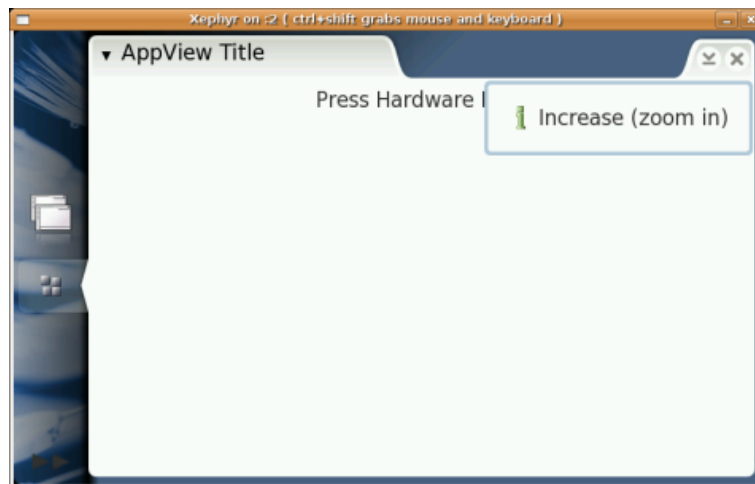 Xephyr on :2 ( ctrl+shift grabs mouse and keyboard )
AppView Title
Press Hardware
Increase (zoom in)